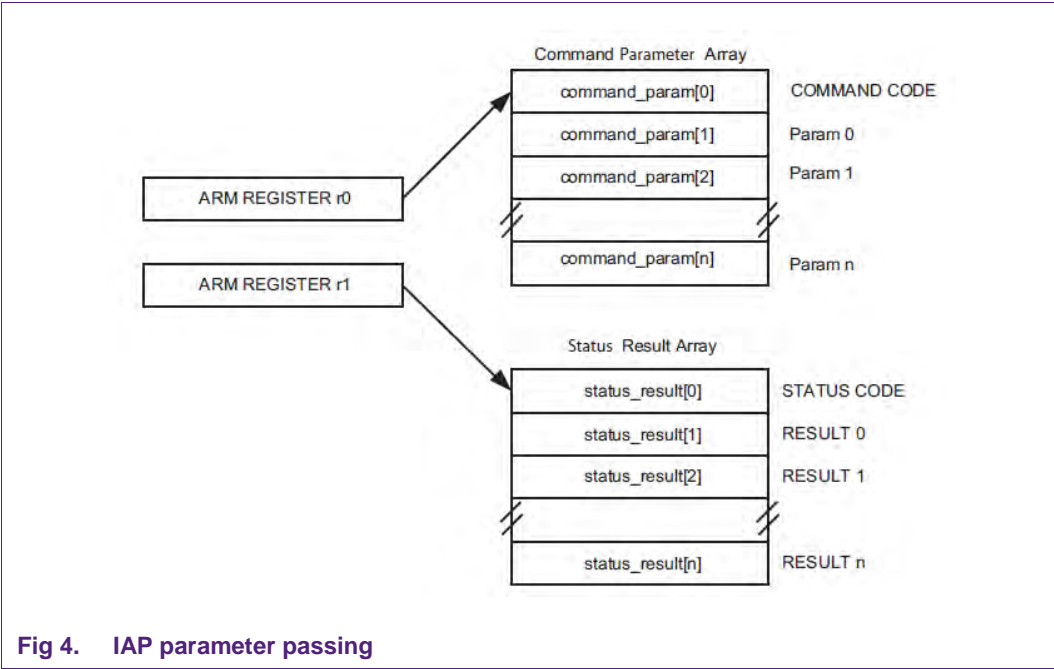 Command Parameter Array
command_param[0] COMMAND CODE
command_param[1] Param 0
command_param[2] Param 1
ARM REGISTER r0
command_param[n] Param n
ARM REGISTER r1
Status Result Array
status_result[0] STATUS CODE
status_result[1] RESULT 0
status_result[2] RESULT 1
status_result[n] RESULT n
Fig 4. IAP parameter passing